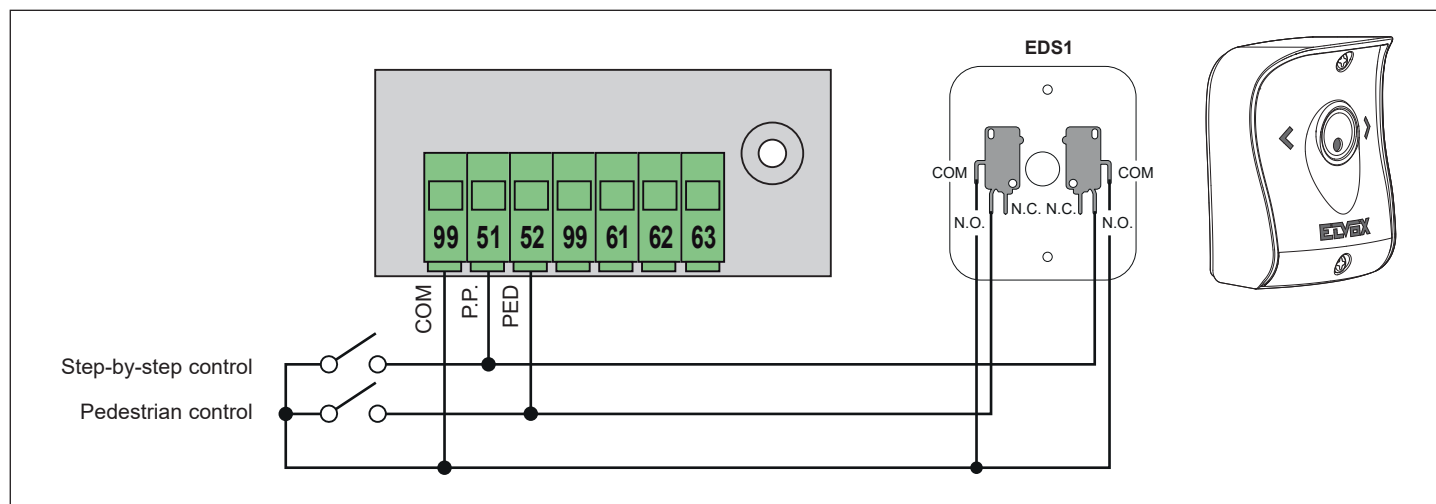 EDS1
99 51 52 99 61 62 63
COM
P.P.
PED
COM
N.O.
N.C.
N.C.
COM
N.O.
ELVOX
Step-by-step control
Pedestrian control